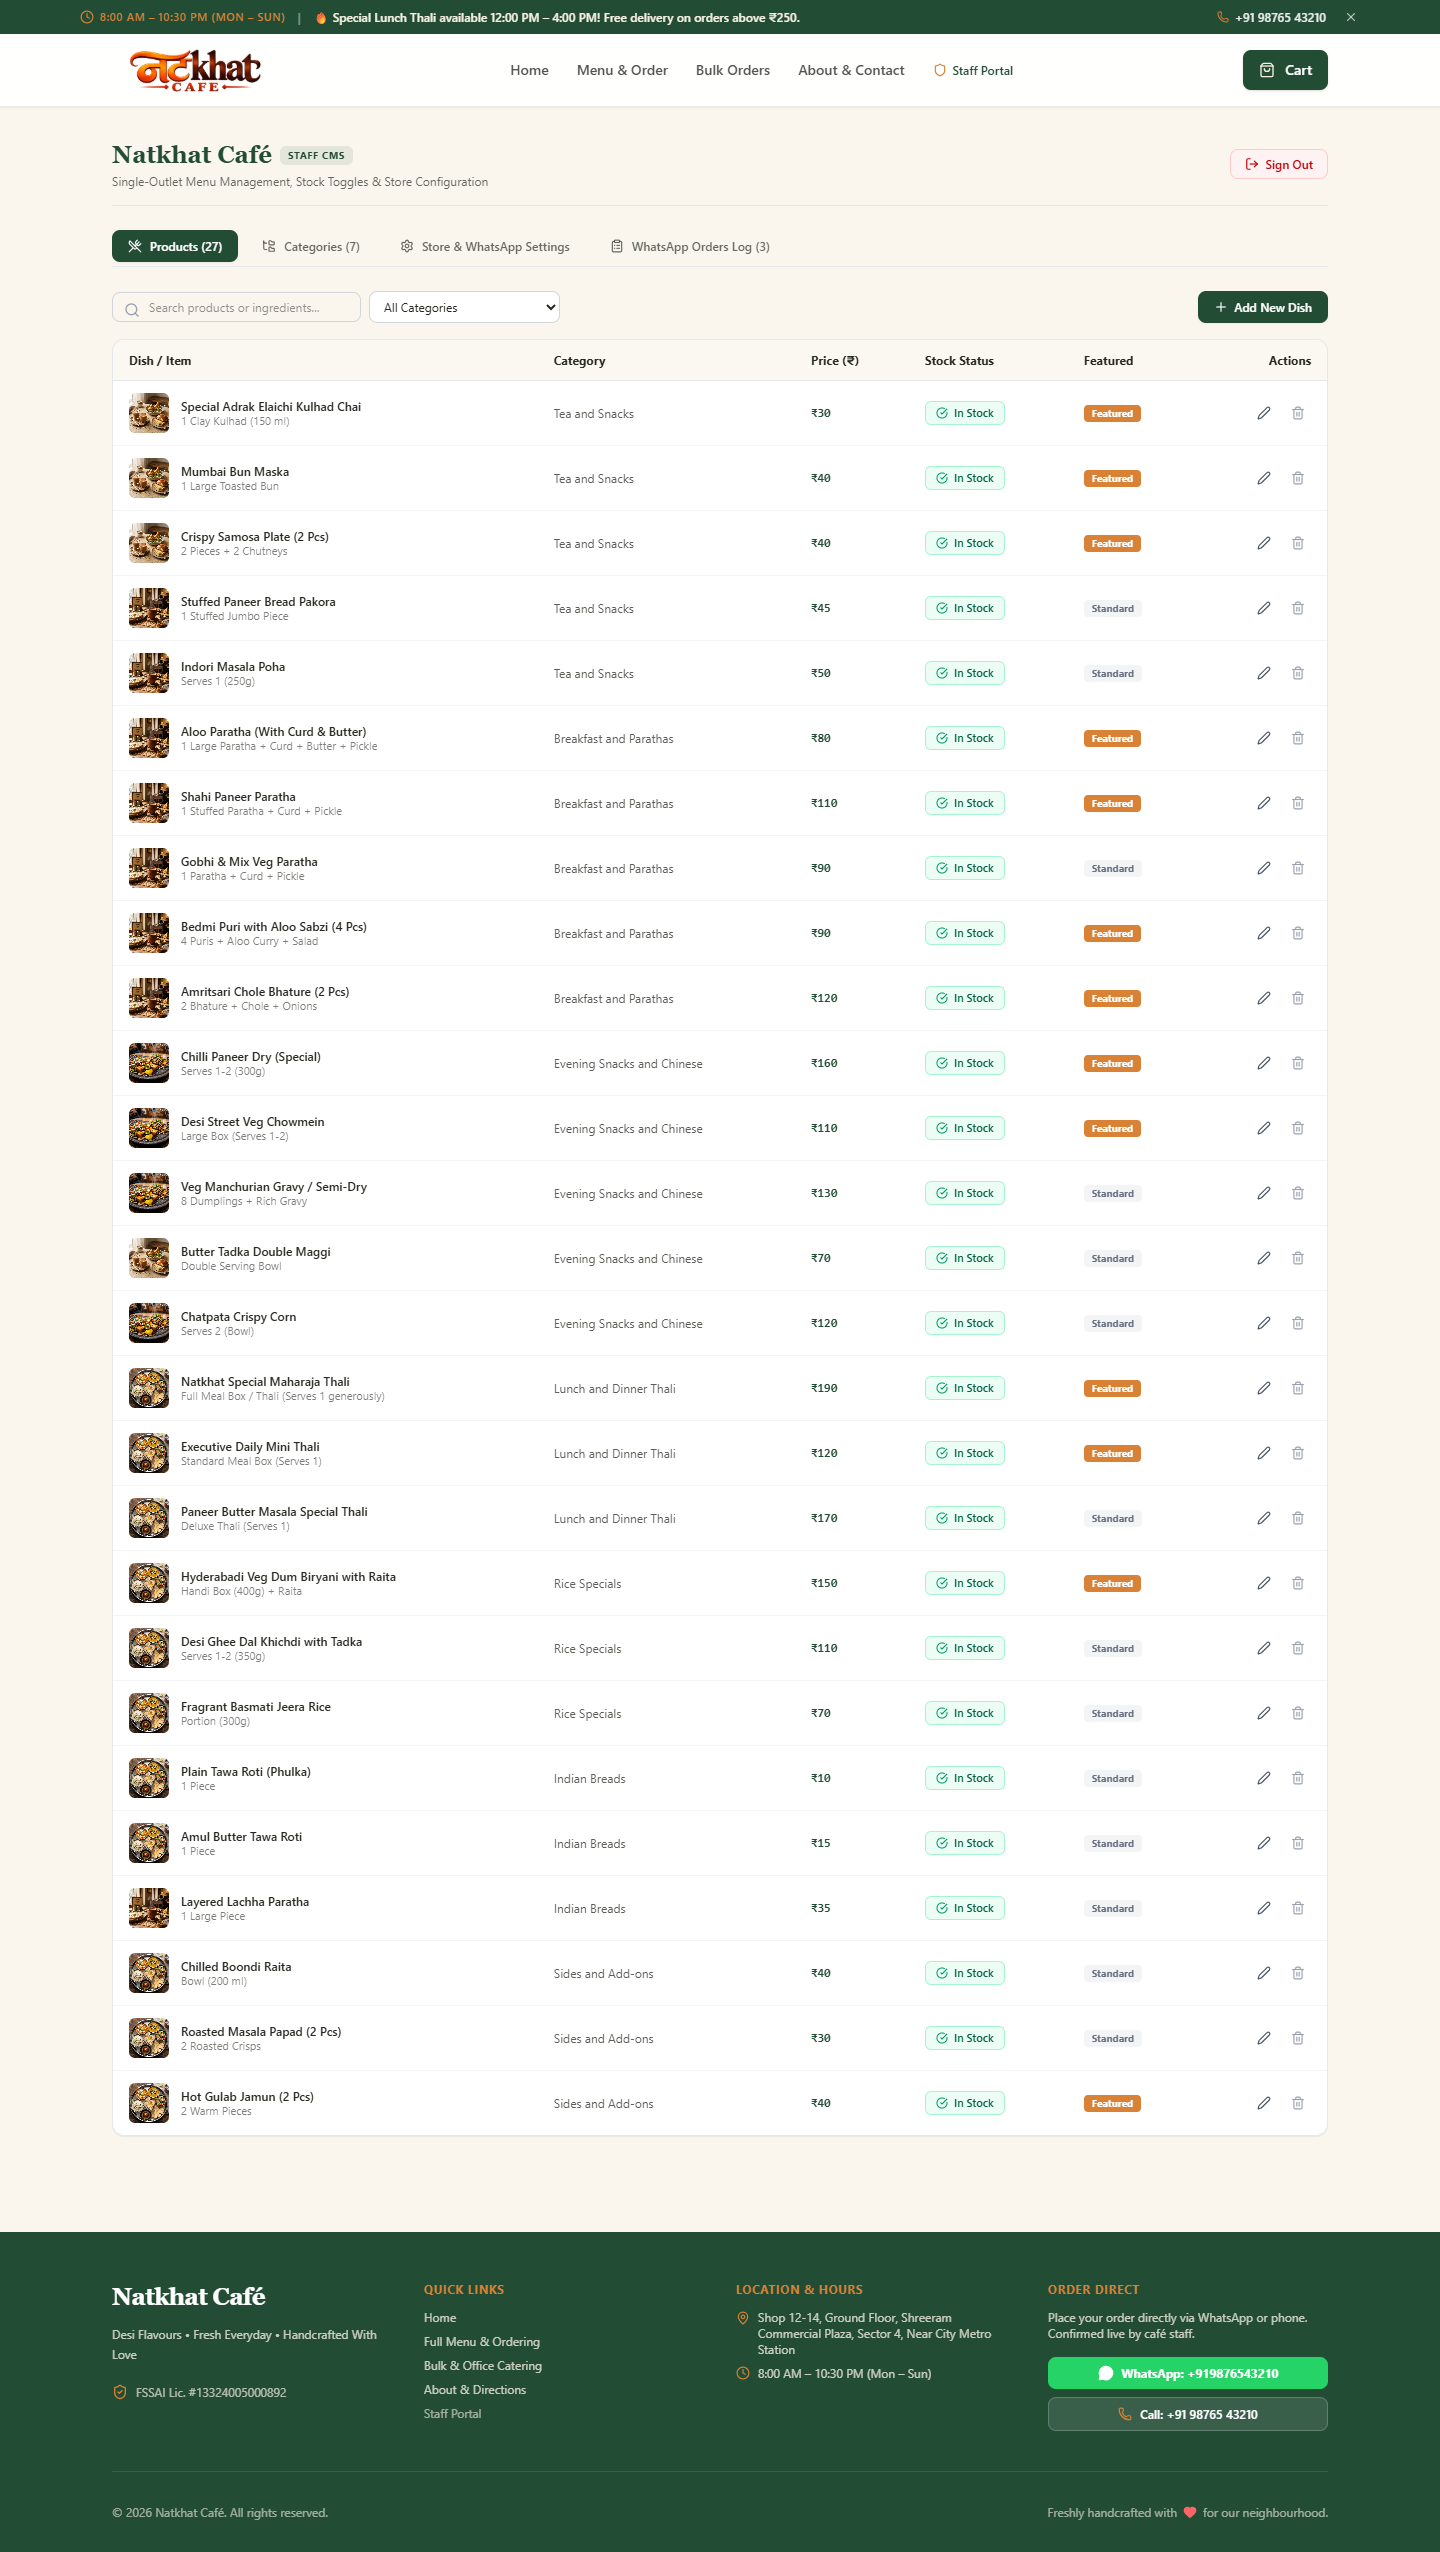 8:00 AM – 10:30 PM (MON – SUN) | 🔥 Special Lunch Thali available 12:00 PM – 4:00 PM! Free delivery on orders above ₹250. +91 98765 43210
नटkhat
CAFE
Home Menu & Order Bulk Orders About & Contact Staff Portal Cart
Natkhat Café STAFF CMS
Single-Outlet Menu Management, Stock Toggles & Store Configuration
Sign Out
Products (27) Categories (7) Store & WhatsApp Settings WhatsApp Orders Log (3)
Search products or ingredients... All Categories Add New Dish
Dish / Item Category Price (₹) Stock Status Featured Actions
Special Adrak Elaichi Kulhad Chai
1 Clay Kulhad (150 ml)
Tea and Snacks ₹30 In Stock Featured
Mumbai Bun Maska
1 Large Toasted Bun
Tea and Snacks ₹40 In Stock Featured
Crispy Samosa Plate (2 Pcs)
2 Pieces + 2 Chutneys
Tea and Snacks ₹40 In Stock Featured
Stuffed Paneer Bread Pakora
1 Stuffed Jumbo Piece
Tea and Snacks ₹45 In Stock Standard
Indori Masala Poha
Serves 1 (250g)
Tea and Snacks ₹50 In Stock Standard
Aloo Paratha (With Curd & Butter)
1 Large Paratha + Curd + Butter + Pickle
Breakfast and Parathas ₹80 In Stock Featured
Shahi Paneer Paratha
1 Stuffed Paratha + Curd + Pickle
Breakfast and Parathas ₹110 In Stock Featured
Gobhi & Mix Veg Paratha
1 Paratha + Curd + Pickle
Breakfast and Parathas ₹90 In Stock Standard
Bedmi Puri with Aloo Sabzi (4 Pcs)
4 Puris + Aloo Curry + Salad
Breakfast and Parathas ₹90 In Stock Featured
Amritsari Chole Bhature (2 Pcs)
2 Bhature + Chole + Onions
Breakfast and Parathas ₹120 In Stock Featured
Chilli Paneer Dry (Special)
Serves 1-2 (300g)
Evening Snacks and Chinese ₹160 In Stock Featured
Desi Street Veg Chowmein
Large Box (Serves 1-2)
Evening Snacks and Chinese ₹110 In Stock Featured
Veg Manchurian Gravy / Semi-Dry
8 Dumplings + Rich Gravy
Evening Snacks and Chinese ₹130 In Stock Standard
Butter Tadka Double Maggi
Double Serving Bowl
Evening Snacks and Chinese ₹70 In Stock Standard
Chatpata Crispy Corn
Serves 2 (Bowl)
Evening Snacks and Chinese ₹120 In Stock Standard
Natkhat Special Maharaja Thali
Full Meal Box / Thali (Serves 1 generously)
Lunch and Dinner Thali ₹190 In Stock Featured
Executive Daily Mini Thali
Standard Meal Box (Serves 1)
Lunch and Dinner Thali ₹120 In Stock Featured
Paneer Butter Masala Special Thali
Deluxe Thali (Serves 1)
Lunch and Dinner Thali ₹170 In Stock Standard
Hyderabadi Veg Dum Biryani with Raita
Handi Box (400g) + Raita
Rice Specials ₹150 In Stock Featured
Desi Ghee Dal Khichdi with Tadka
Serves 1-2 (350g)
Rice Specials ₹110 In Stock Standard
Fragrant Basmati Jeera Rice
Portion (300g)
Rice Specials ₹70 In Stock Standard
Plain Tawa Roti (Phulka)
1 Piece
Indian Breads ₹10 In Stock Standard
Amul Butter Tawa Roti
1 Piece
Indian Breads ₹15 In Stock Standard
Layered Lachha Paratha
1 Large Piece
Indian Breads ₹35 In Stock Standard
Chilled Boondi Raita
Bowl (200 ml)
Sides and Add-ons ₹40 In Stock Standard
Roasted Masala Papad (2 Pcs)
2 Roasted Crisps
Sides and Add-ons ₹30 In Stock Standard
Hot Gulab Jamun (2 Pcs)
2 Warm Pieces
Sides and Add-ons ₹40 In Stock Featured
Natkhat Café
Desi Flavours • Fresh Everyday • Handcrafted With
Love
FSSAI Lic. #13324005000892
QUICK LINKS
Home
Full Menu & Ordering
Bulk & Office Catering
About & Directions
Staff Portal
LOCATION & HOURS
Shop 12-14, Ground Floor, Shreeram
Commercial Plaza, Sector 4, Near City Metro
Station
8:00 AM – 10:30 PM (Mon – Sun)
ORDER DIRECT
Place your order directly via WhatsApp or phone.
Confirmed live by café staff.
WhatsApp: +919876543210
Call: +91 98765 43210
© 2026 Natkhat Café. All rights reserved.
Freshly handcrafted with ❤ for our neighbourhood.